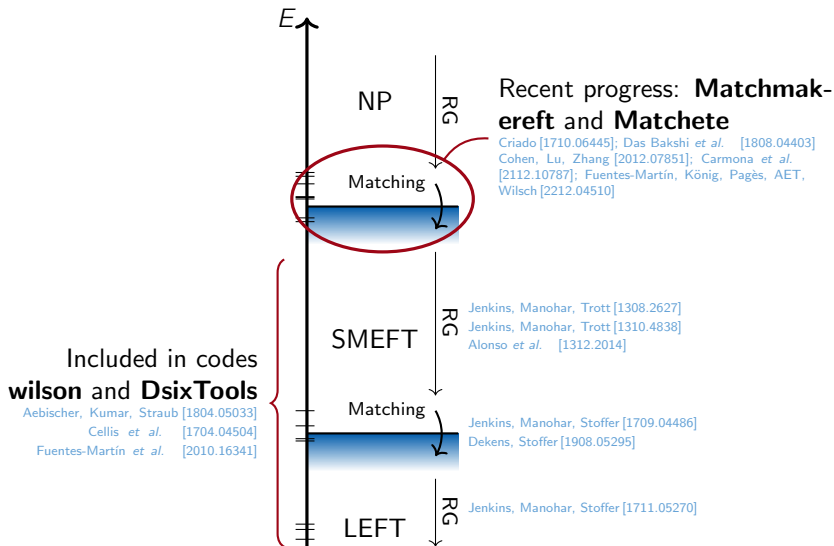 E
NP
RG
Recent progress: Matchmak-
ereft and Matchete
Criado [1710.06445]; Das Bakshi et al. [1808.04403]
Cohen, Lu, Zhang [2012.07851]; Carmona et al.
[2112.10787]; Fuentes-Martín, König, Pagès, AET,
Wilsch [2212.04510]
Matching
SMEFT
RG
Jenkins, Manohar, Trott [1308.2627]
Jenkins, Manohar, Trott [1310.4838]
Alonso et al. [1312.2014]
Included in codes
wilson and DsixTools
Aebischer, Kumar, Straub [1804.05033]
Cellis et al. [1704.04504]
Fuentes-Martín et al. [2010.16341]
Matching
Jenkins, Manohar, Stoffer [1709.04486]
Dekens, Stoffer [1908.05295]
LEFT
RG
Jenkins, Manohar, Stoffer [1711.05270]